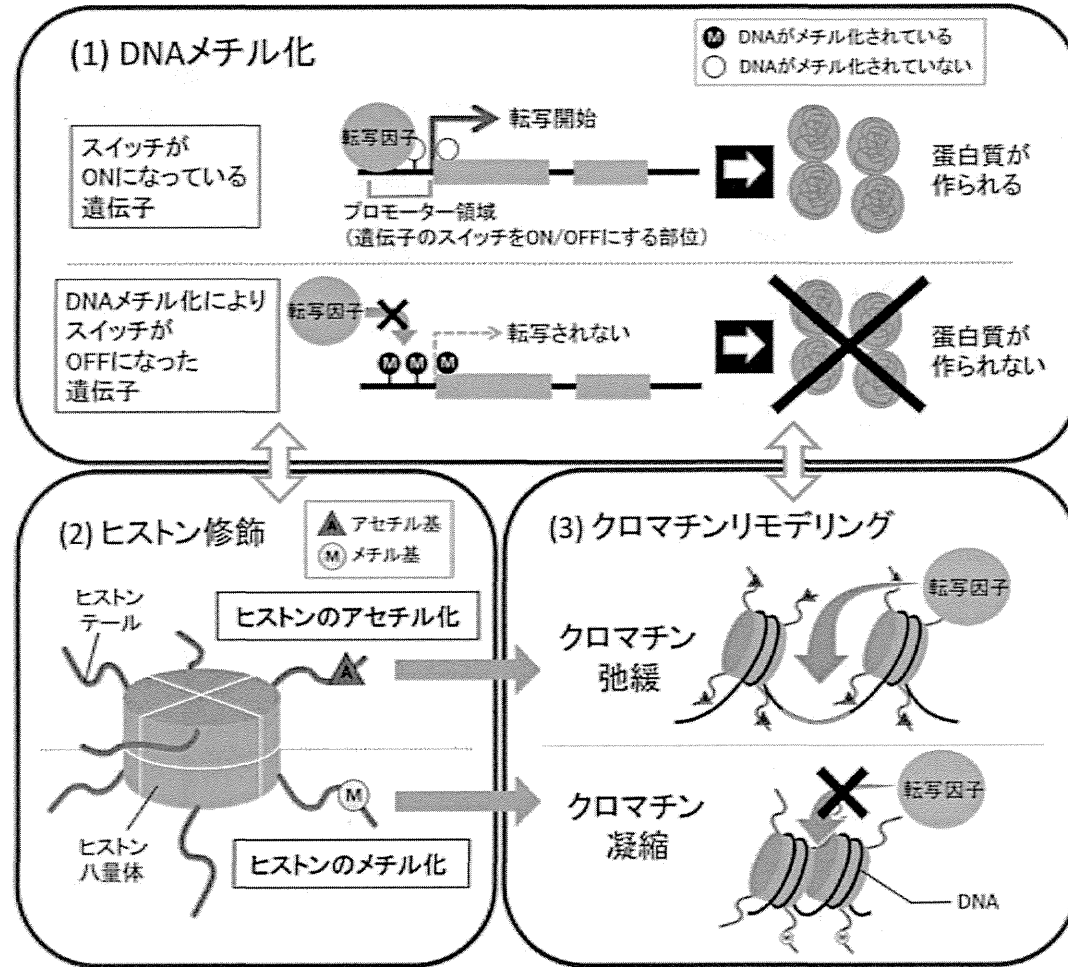 (1) DNAメチル化
M DNAがメチル化されている
DNAがメチル化されていない
スイッチが
ONになっている
遺伝子
転写因子
転写開始
プロモーター領域
(遺伝子のスイッチをON/OFFにする部位)
蛋白質が
作られる
DNAメチル化により
スイッチが
OFFになった
遺伝子
転写因子
転写されない
M M M
蛋白質が
作られない
(2) ヒストン修飾
A アセチル基
M メチル基
ヒストン
テール
ヒストンのアセチル化
A
M
ヒストン
八量体
ヒストンのメチル化
(3) クロマチンリモデリング
転写因子
クロマチン
弛緩
クロマチン
凝縮
転写因子
DNA